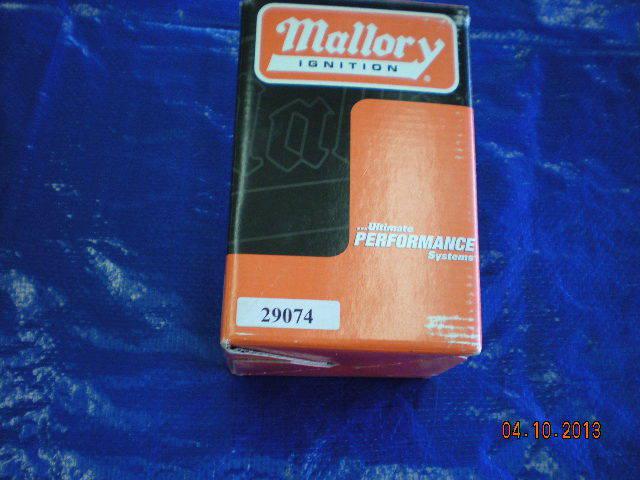 Mallory
IGNITION
®
...Ultimate
PERFORMANCE
Systems
29074
04.10.2013